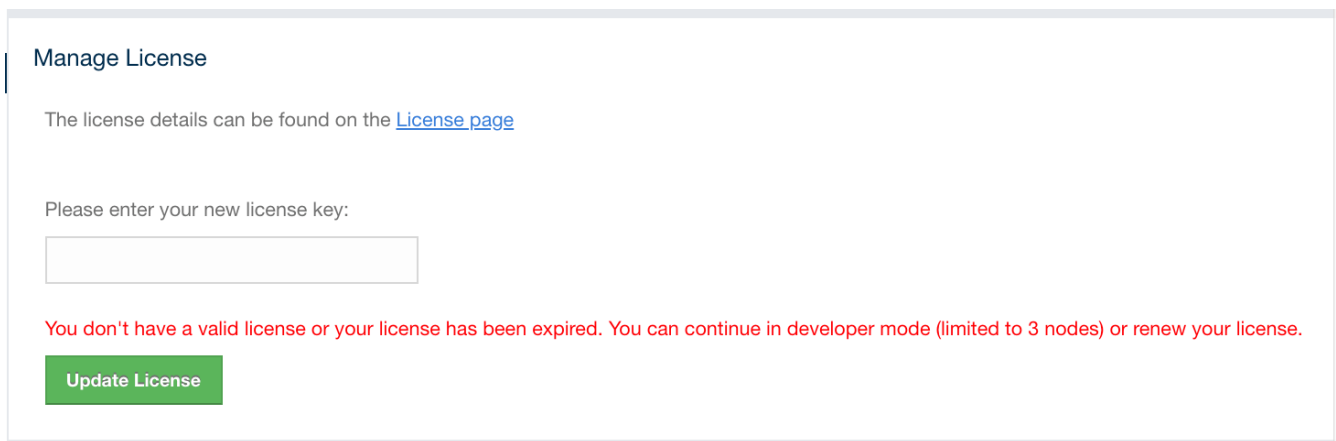 Manage License
The license details can be found on the License page
Please enter your new license key:
You don't have a valid license or your license has been expired. You can continue in developer mode (limited to 3 nodes) or renew your license.
Update License